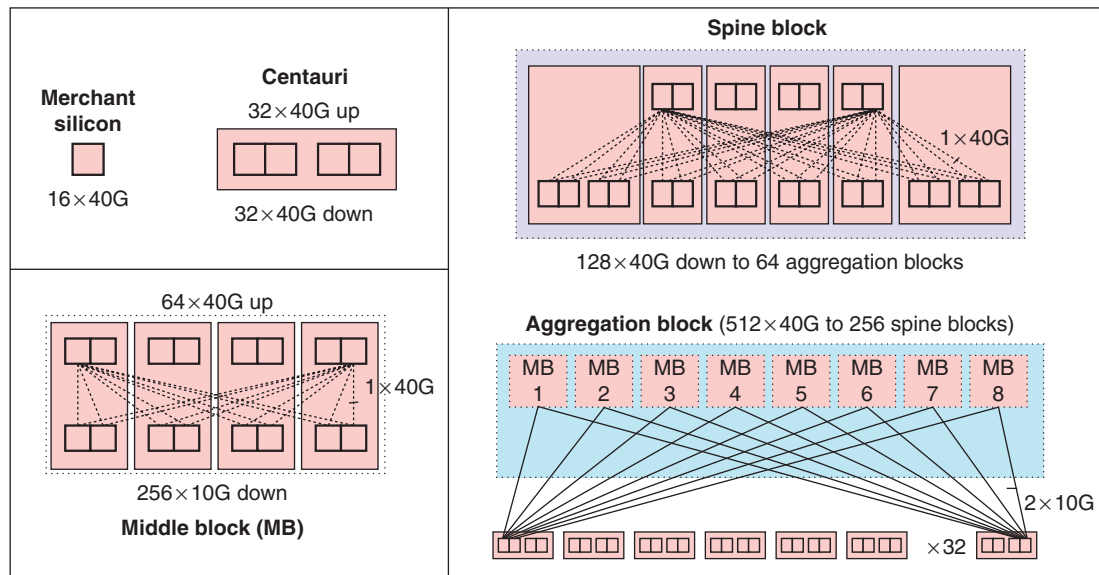 Merchant
silicon
16×40G
Centauri
32×40G up
32×40G down
64×40G up
1×40G
256×10G down
Middle block (MB)
Spine block
1×40G
128×40G down to 64 aggregation blocks
Aggregation block (512×40G to 256 spine blocks)
MB MB MB MB MB MB MB MB
1 2 3 4 5 6 7 8
2×10G
×32